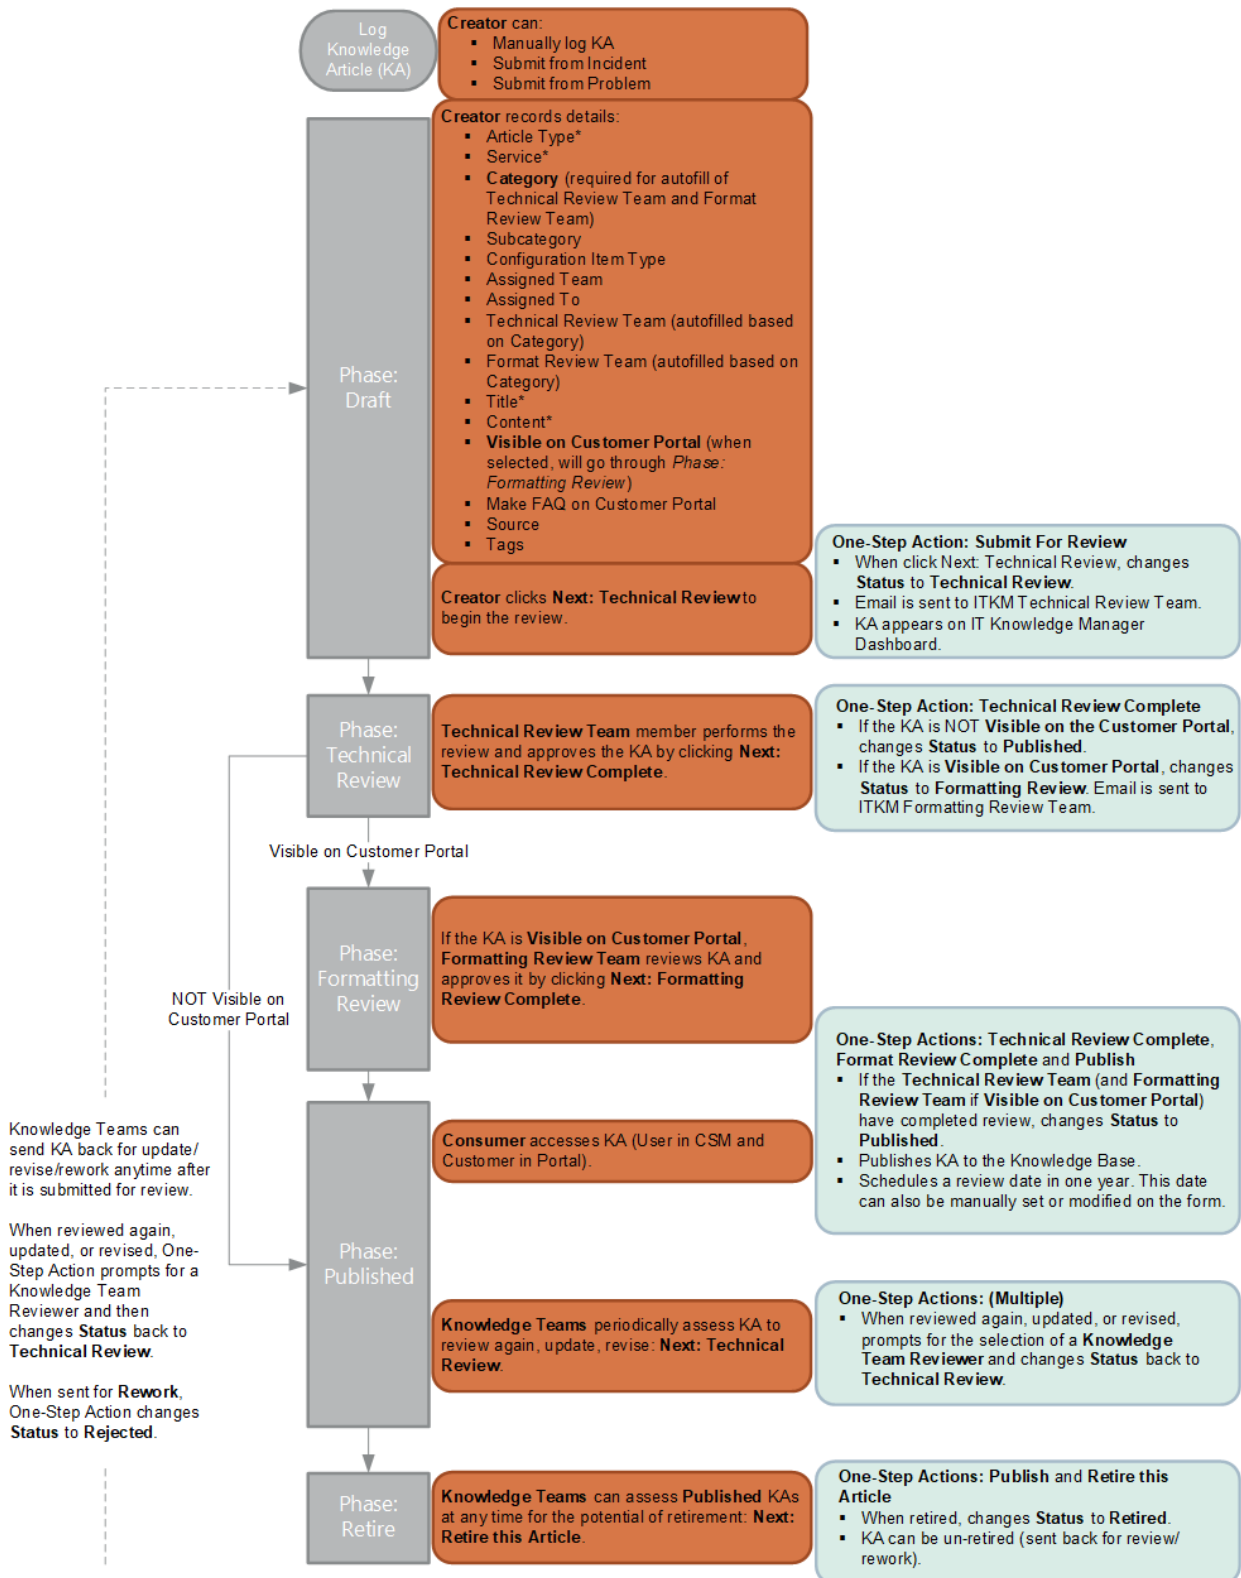 Log
Knowledge
Article (KA)
Creator can:
▪ Manually log KA
▪ Submit from Incident
▪ Submit from Problem
Phase:
Draft
Creator records details:
▪ Article Type*
▪ Service*
▪ Category (required for autofill of
Technical Review Team and Format
Review Team)
▪ Subcategory
▪ Configuration Item Type
▪ Assigned Team
▪ Assigned To
▪ Technical Review Team (autofilled based
on Category)
▪ Format Review Team (autofilled based on
Category)
▪ Title*
▪ Content*
▪ Visible on Customer Portal (when
selected, will go through Phase:
Formatting Review)
▪ Make FAQ on Customer Portal
▪ Source
▪ Tags
Creator clicks Next: Technical Review to
begin the review.
One-Step Action: Submit For Review
▪ When click Next: Technical Review, changes
Status to Technical Review.
▪ Email is sent to ITKM Technical Review Team.
▪ KA appears on IT Knowledge Manager
Dashboard.
Phase:
Technical
Review
Technical Review Team member performs the
review and approves the KA by clicking Next:
Technical Review Complete.
One-Step Action: Technical Review Complete
▪ If the KA is NOT Visible on the Customer Portal,
changes Status to Published.
▪ If the KA is Visible on Customer Portal, changes
Status to Formatting Review. Email is sent to
ITKM Formatting Review Team.
Visible on Customer Portal
NOT Visible on
Customer Portal
Phase:
Formatting
Review
If the KA is Visible on Customer Portal,
Formatting Review Team reviews KA and
approves it by clicking Next: Formatting
Review Complete.
One-Step Actions: Technical Review Complete,
Format Review Complete and Publish
▪ If the Technical Review Team (and Formatting
Review Team if Visible on Customer Portal)
have completed review, changes Status to
Published.
▪ Publishes KA to the Knowledge Base.
▪ Schedules a review date in one year. This date
can also be manually set or modified on the form.
Phase:
Published
Consumer accesses KA (User in CSM and
Customer in Portal).
Knowledge Teams periodically assess KA to
review again, update, revise: Next: Technical
Review.
One-Step Actions: (Multiple)
▪ When reviewed again, updated, or revised,
prompts for the selection of a Knowledge
Team Reviewer and changes Status back to
Technical Review.
Knowledge Teams can
send KA back for update/
revise/rework anytime after
it is submitted for review.
When reviewed again,
updated, or revised, One-
Step Action prompts for a
Knowledge Team
Reviewer and then
changes Status back to
Technical Review.
When sent for Rework,
One-Step Action changes
Status to Rejected.
Phase:
Retire
Knowledge Teams can assess Published KAs
at any time for the potential of retirement: Next:
Retire this Article.
One-Step Actions: Publish and Retire this
Article
▪ When retired, changes Status to Retired.
▪ KA can be un-retired (sent back for review/
rework).